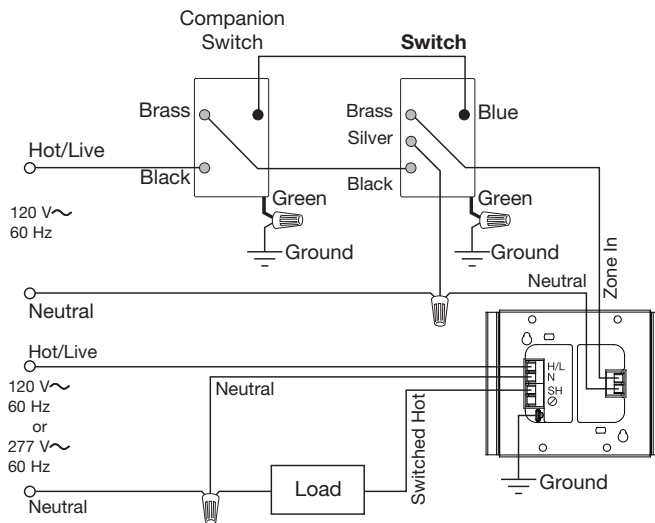 Companion
Switch
Switch
Brass
Brass
Blue
Silver
Hot/Live
Black
Black
Green
Green
120 V~
60 Hz
Ground
Ground
Zone In
Neutral
Neutral
Hot/Live
H/L
N
SH
120 V~
60 Hz
or
277 V~
60 Hz
Neutral
Switched Hot
Load
Ground
Neutral